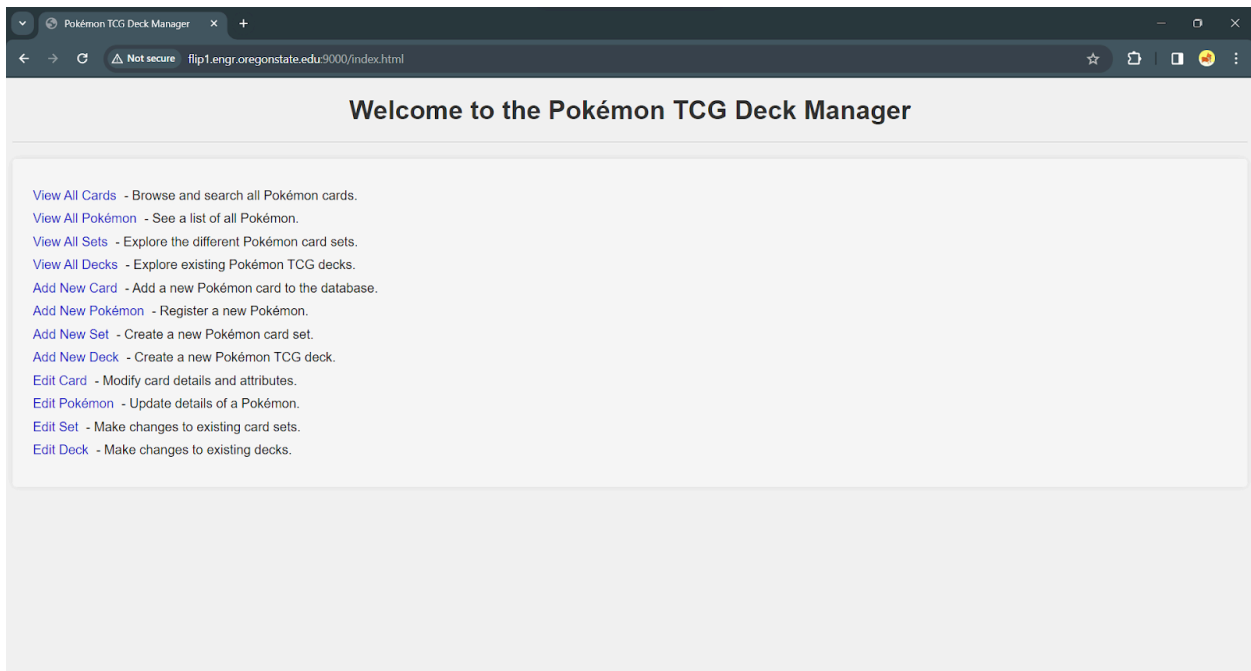 Pokémon TCG Deck Manager
Not secure flip1.engr.oregonstate.edu:9000/index.html
Welcome to the Pokémon TCG Deck Manager
View All Cards - Browse and search all Pokémon cards.
View All Pokémon - See a list of all Pokémon.
View All Sets - Explore the different Pokémon card sets.
View All Decks - Explore existing Pokémon TCG decks.
Add New Card - Add a new Pokémon card to the database.
Add New Pokémon - Register a new Pokémon.
Add New Set - Create a new Pokémon card set.
Add New Deck - Create a new Pokémon TCG deck.
Edit Card - Modify card details and attributes.
Edit Pokémon - Update details of a Pokémon.
Edit Set - Make changes to existing card sets.
Edit Deck - Make changes to existing decks.